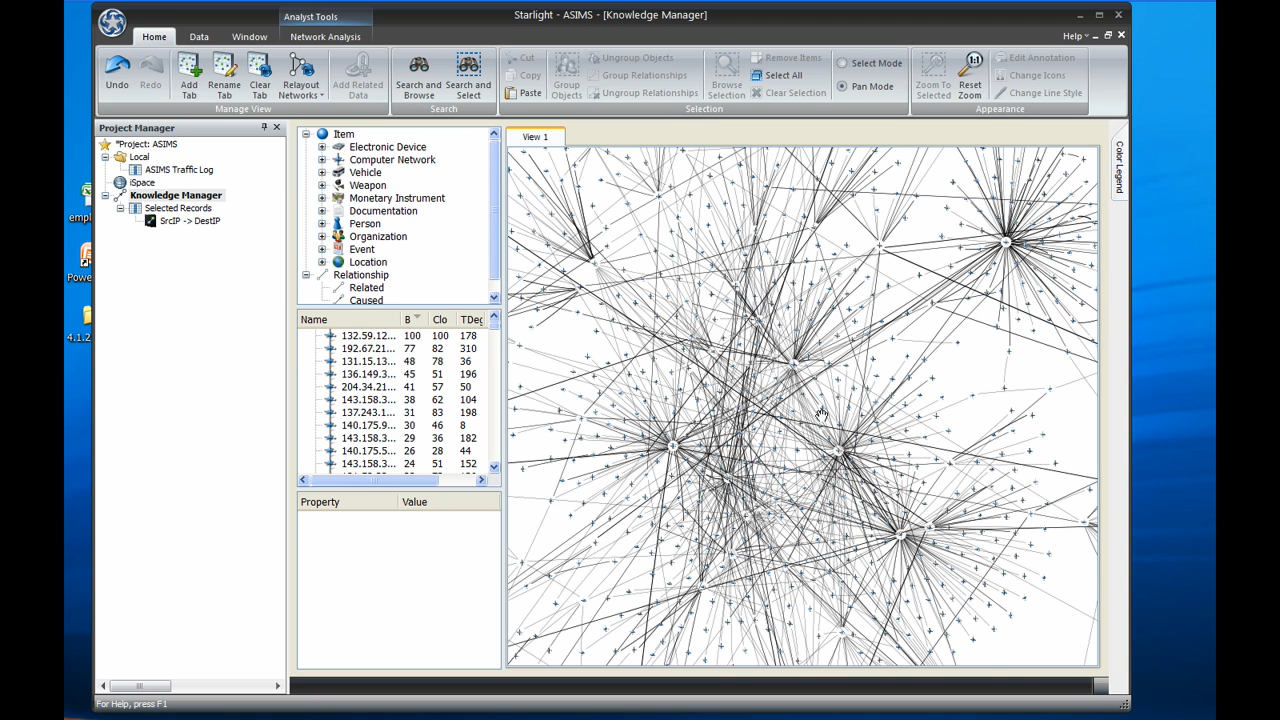 Analyst Tools
Starlight - ASIMS - [Knowledge Manager]
Home Data Window Network Analysis Help
Undo Redo Add Tab Rename Tab Clear Tab Relayout Networks Add Related Data Search and Browse Search and Select
Cut Copy Paste Group Objects Ungroup Objects Group Relationships Ungroup Relationships Browse Selection Remove Items Select All Clear Selection Select Mode Pan Mode
Zoom To Selected 1:1 Reset Zoom Edit Annotation Change Icons Change Line Style
Manage View Search Selection Appearance
Project Manager
*Project: ASIMS
Local
ASIMS Traffic Log
iSpace
Knowledge Manager
Selected Records
SrcIP -> DestIP
Item
Electronic Device
Computer Network
Vehicle
Weapon
Monetary Instrument
Documentation
Person
Organization
Event
Location
Relationship
Related
Caused
Name B Clo TDeg
132.59.12... 100 100 178
192.67.21... 77 82 310
131.15.13... 48 78 36
136.149.3... 45 51 196
204.34.21... 41 57 50
143.158.3... 38 62 104
137.243.1... 31 83 198
140.175.9... 30 46 8
143.158.3... 29 36 182
140.175.5... 26 28 44
143.158.3... 24 51 152
Property Value
View 1
Color Legend
empl
Powe
4.1.2
For Help, press F1